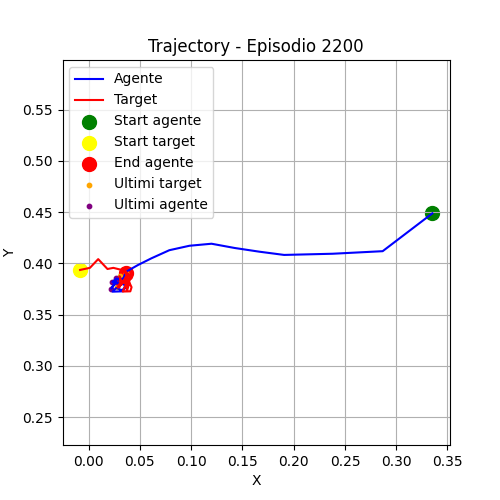 Trajectory - Episodio 2200
Agente
Target
Start agente
Start target
End agente
Ultimi target
Ultimi agente
Y
0.55
0.50
0.45
0.40
0.35
0.30
0.25
0.00 0.05 0.10 0.15 0.20 0.25 0.30 0.35
X